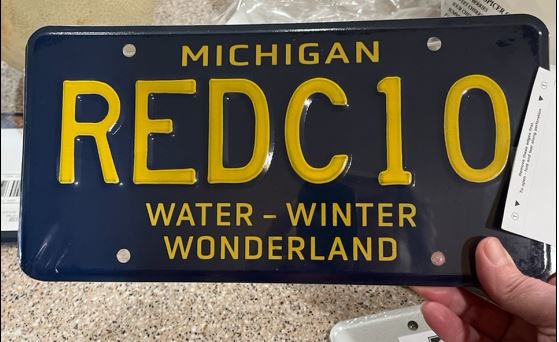 MICHIGAN
REDC10
WATER - WINTER
WONDERLAND